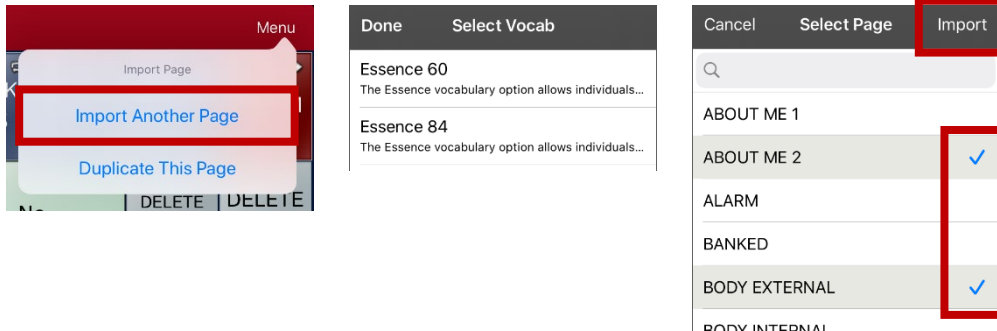 Menu
Import Page
Import Another Page
Duplicate This Page
DELETE DELETE
Done Select Vocab
Essence 60
The Essence vocabulary option allows individuals...
Essence 84
The Essence vocabulary option allows individuals...
Cancel Select Page Import
ABOUT ME 1
ABOUT ME 2
ALARM
BANKED
BODY EXTERNAL
BODY INTERNAL